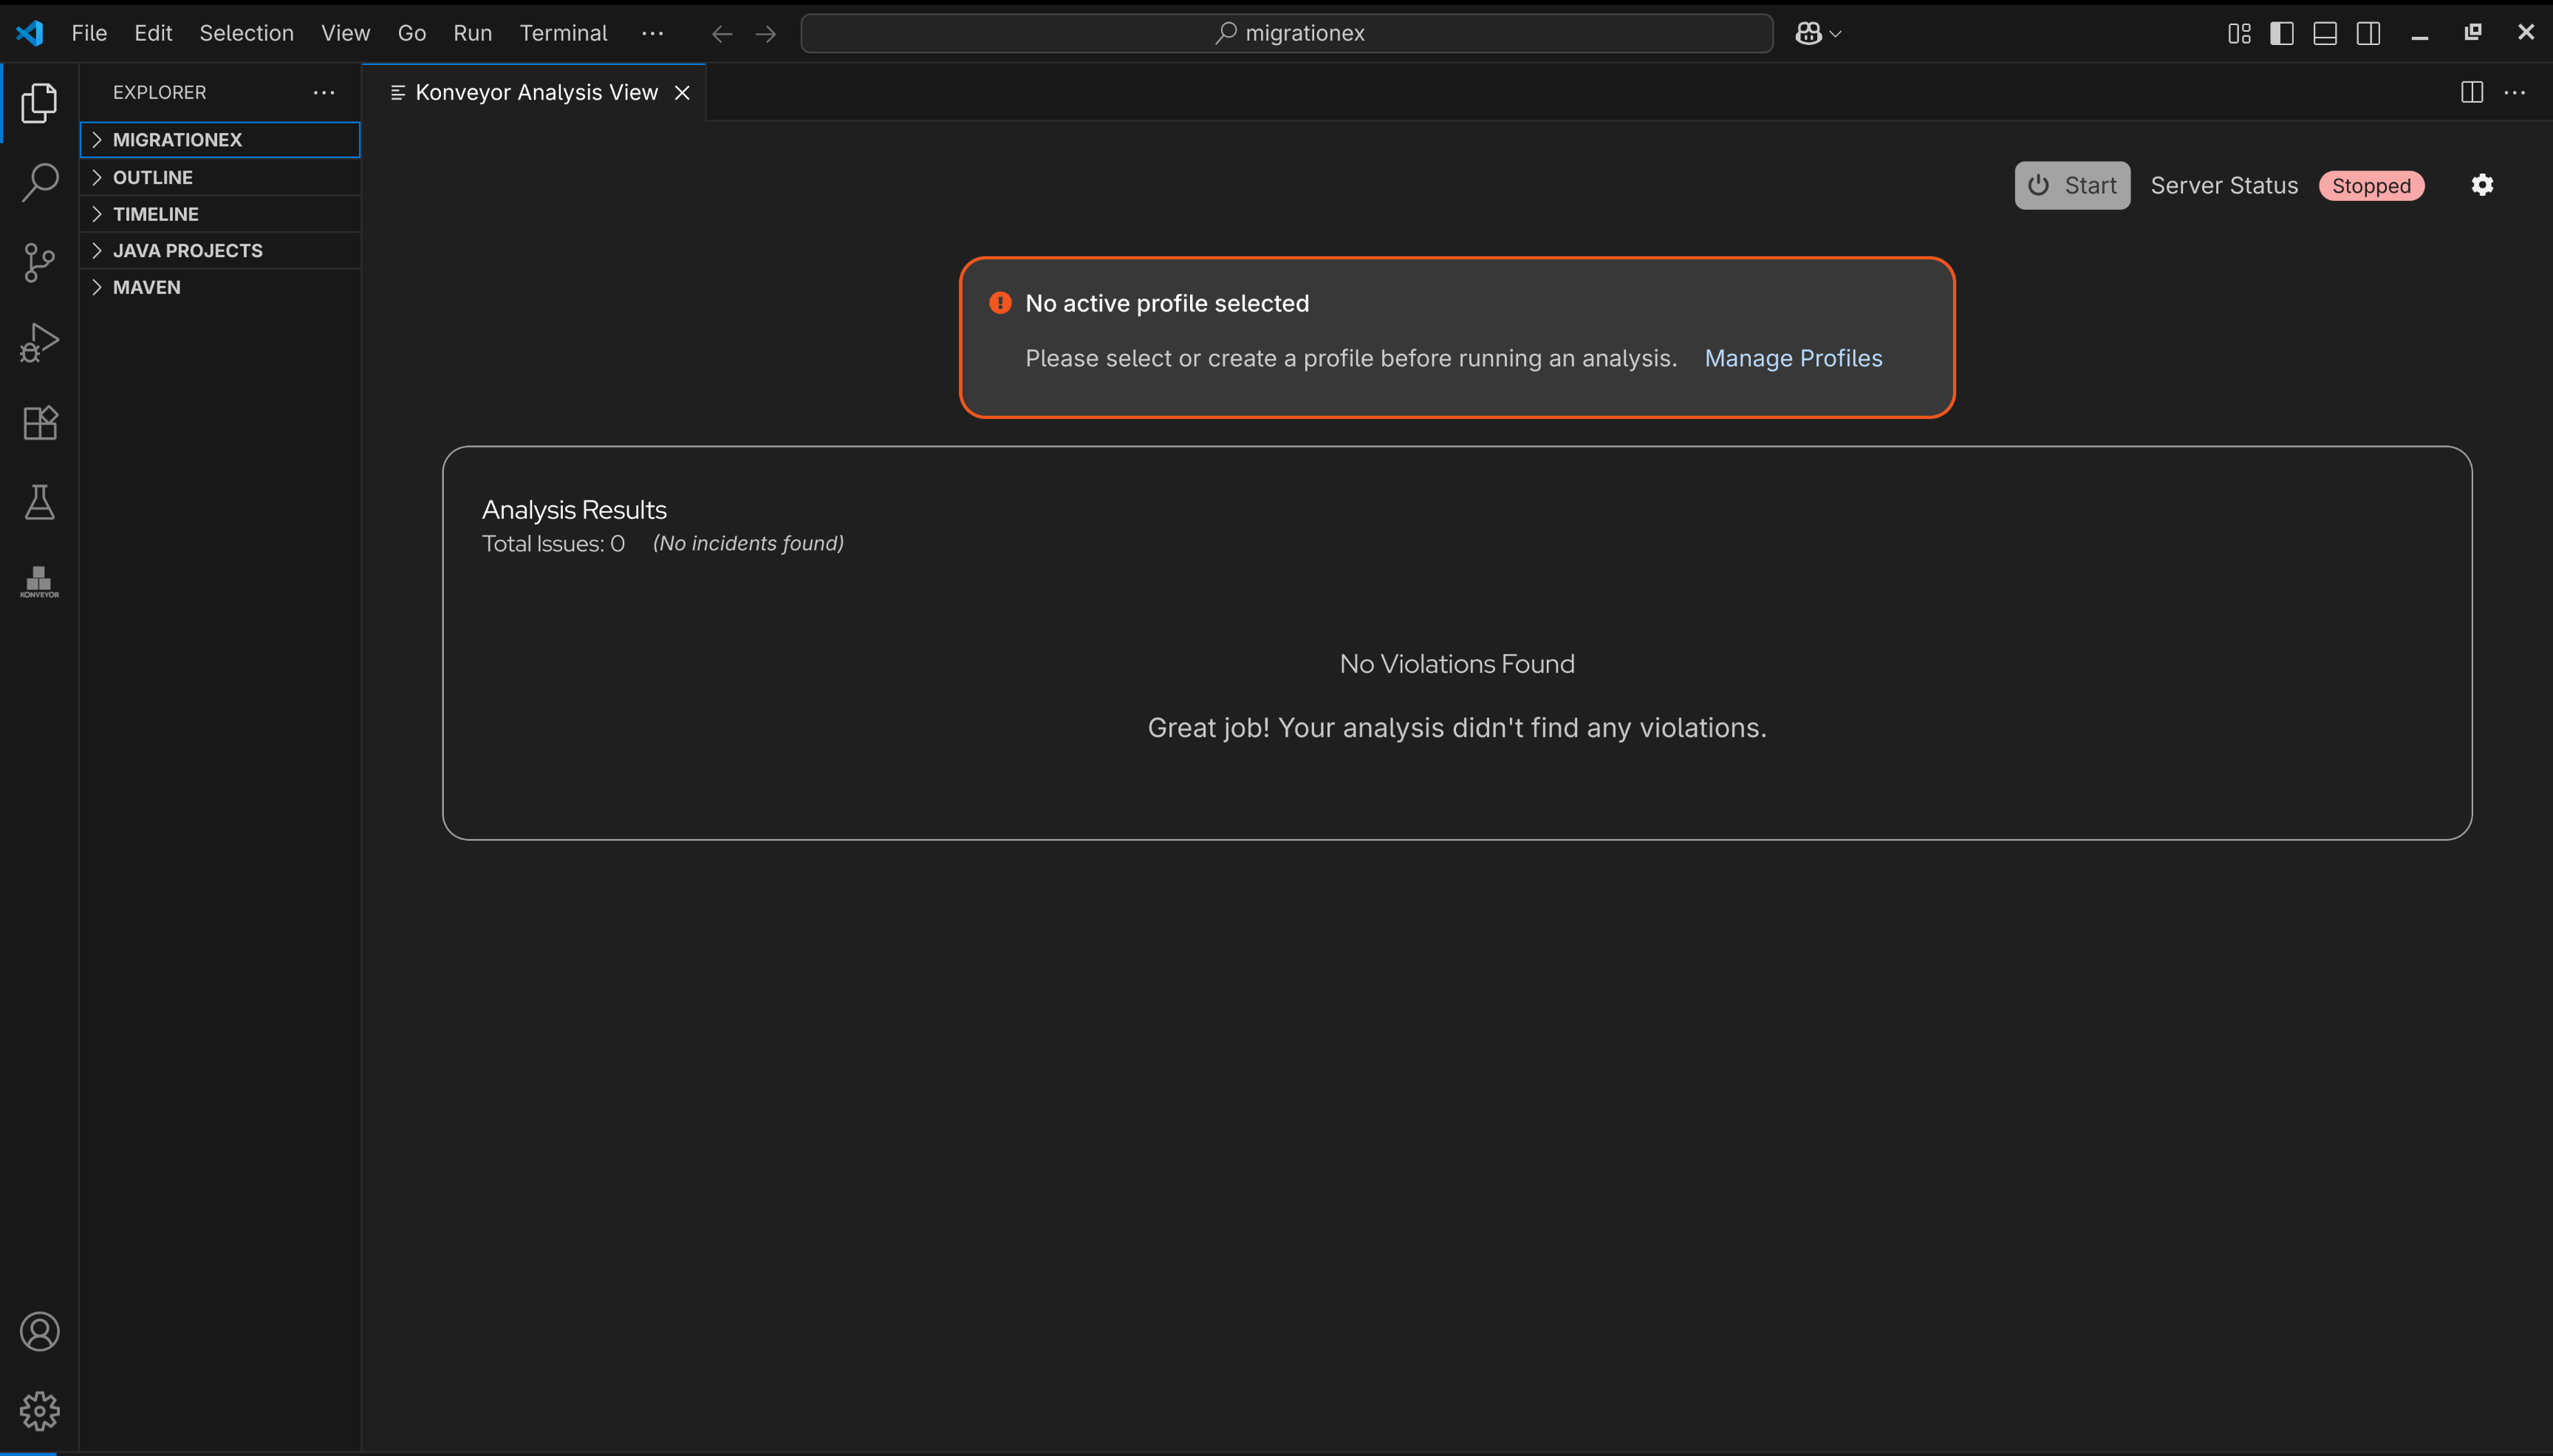 File Edit Selection View Go Run Terminal ··· migrationex
EXPLORER ···
Konveyor Analysis View
MIGRATIONEX
OUTLINE
TIMELINE
JAVA PROJECTS
MAVEN
KONVEYOR
Start Server Status Stopped
No active profile selected
Please select or create a profile before running an analysis. Manage Profiles
Analysis Results
Total Issues: 0 (No incidents found)
No Violations Found
Great job! Your analysis didn't find any violations.